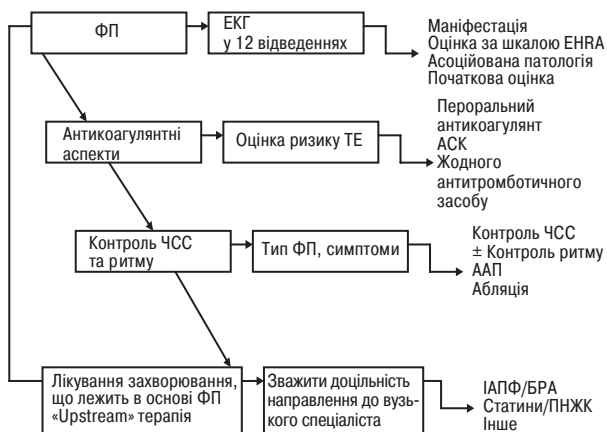 ФП
ЕКГ
у 12 відведеннях
Маніфестація
Оцінка за шкалою EHRA
Асоційована патологія
Початкова оцінка
Антикоагулянтні
аспекти
Оцінка ризику ТЕ
Пероральний
антикоагулянт
АСК
Жодного
антитромботичного
засобу
Контроль ЧСС
та ритму
Тип ФП, симптоми
Контроль ЧСС
± Контроль ритму
ААП
Абляція
Лікування захворювання,
що лежить в основі ФП
«Upstream» терапія
Зважити доцільність
направлення до вузь-
кого спеціаліста
ІАПФ/БРА
Статини/ПНЖК
Інше